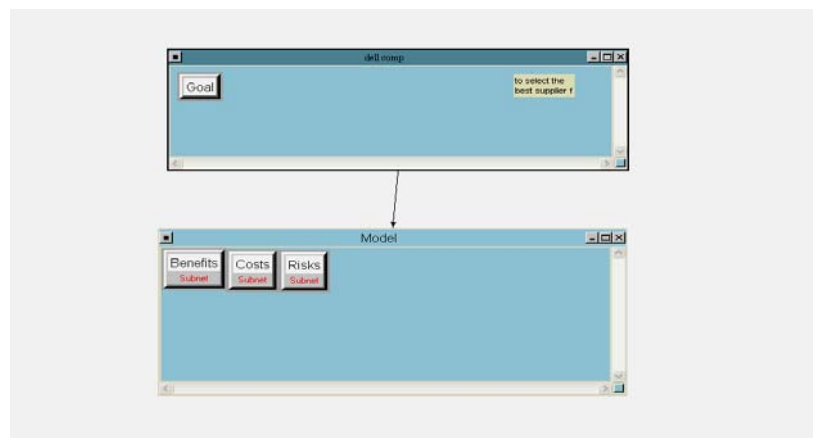 dell comp
Goal
to select the
best supplier f
Model
Benefits
Subnet
Costs
Subnet
Risks
Subnet